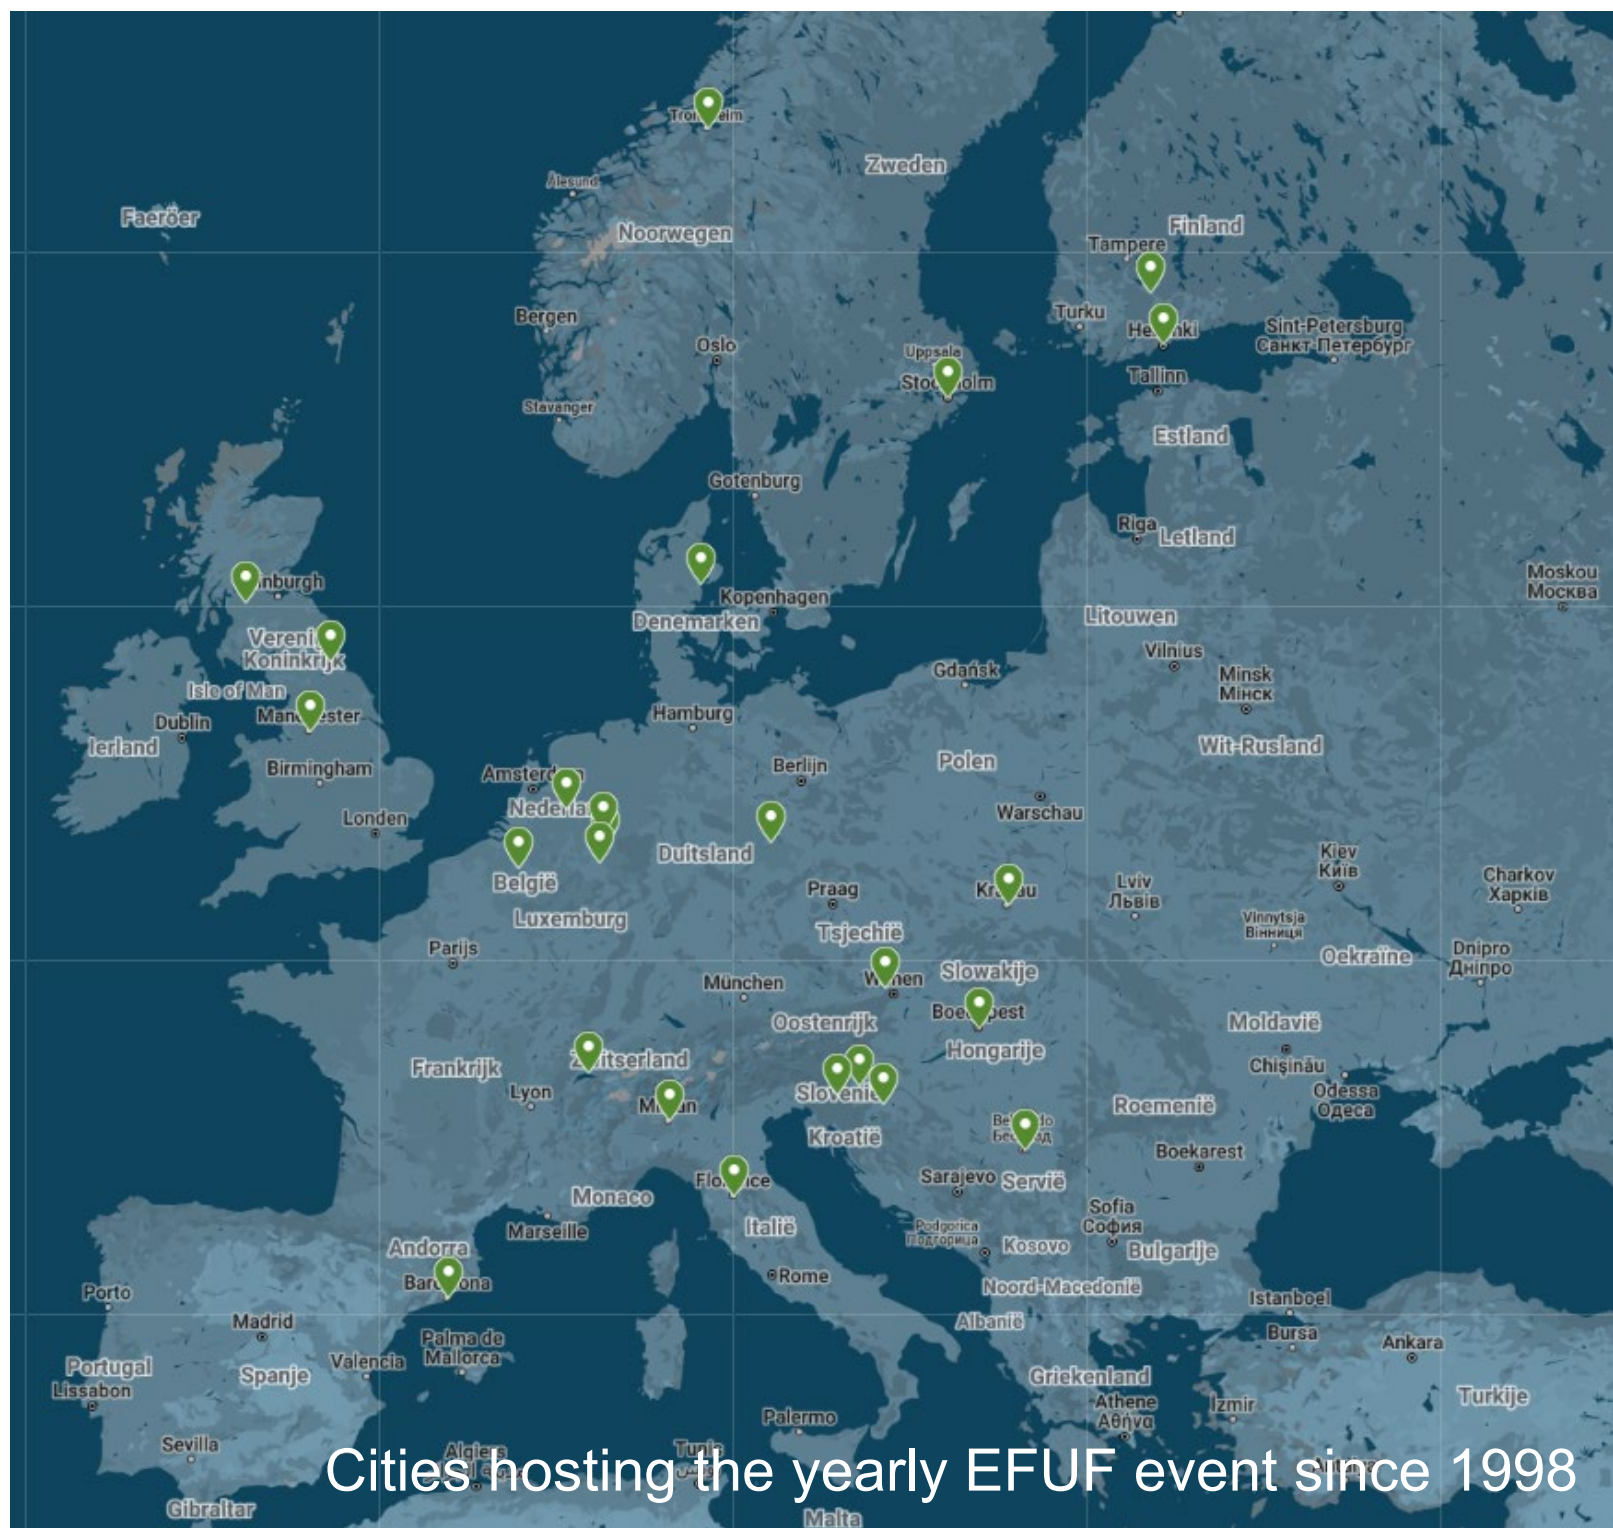 Zweden
Ålesund
Faeröer
Noorwegen
Finland
Tampere
Bergen
Turku
Sint-Petersburg
Санкт-Петербург
Oslo
Uppsala
Tallinn
Stavanger
Estland
Gotenburg
Riga
Letland
Moskou
Москва
Kopenhagen
Denemarken
Litouwen
Koninkrijk
Vilnius
Gdańsk
Minsk
Мінск
Isle of Man
Dublin
Hamburg
Ierland
Wit-Rusland
Birmingham
Berlijn
Polen
Londen
Warschau
Duitsland
Kiev
Київ
België
Praag
Lviv
Львів
Charkov
Харків
Luxemburg
Vinnytsja
Вінниця
Tsjechië
Parijs
Oekraïne
Dnipro
Дніпро
München
Slowakije
Oostenrijk
Moldavië
Hongarije
Chișinău
Frankrijk
Lyon
Odessa
Одеса
Roemenië
Kroatië
Boekarest
Sarajevo
Servië
Monaco
Marseille
Italië
Sofia
София
Podgorica
Подгорица
Kosovo
Bulgarije
Andorra
Rome
Porto
Noord-Macedonië
Istanboel
Madrid
Albanië
Bursa
Ankara
Palma de
Mallorca
Valencia
Portugal
Spanje
Lissabon
Griekenland
Athene
Αθήνα
İzmir
Turkije
Palermo
Sevilla
Algiers
Tunis
Cities hosting the yearly EFUF event since 1998
Gibraltar
Malta